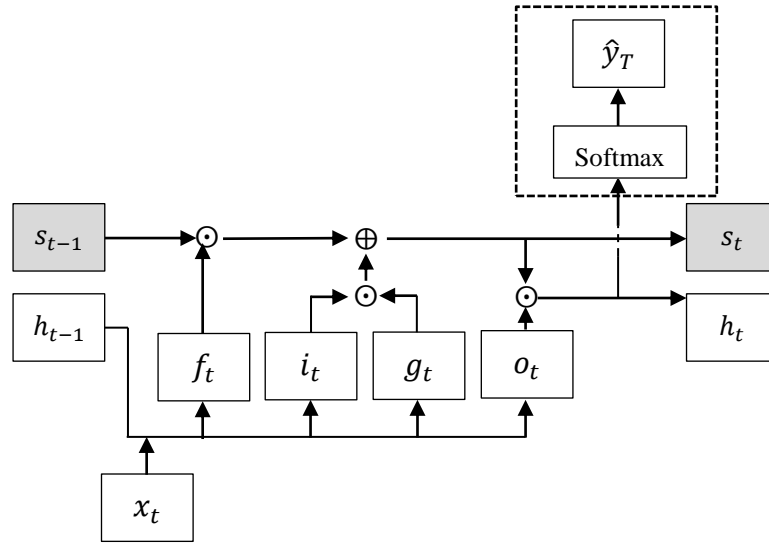 ŷ_T
Softmax
s_{t−1}
s_t
h_{t−1}
h_t
f_t
i_t
g_t
o_t
x_t